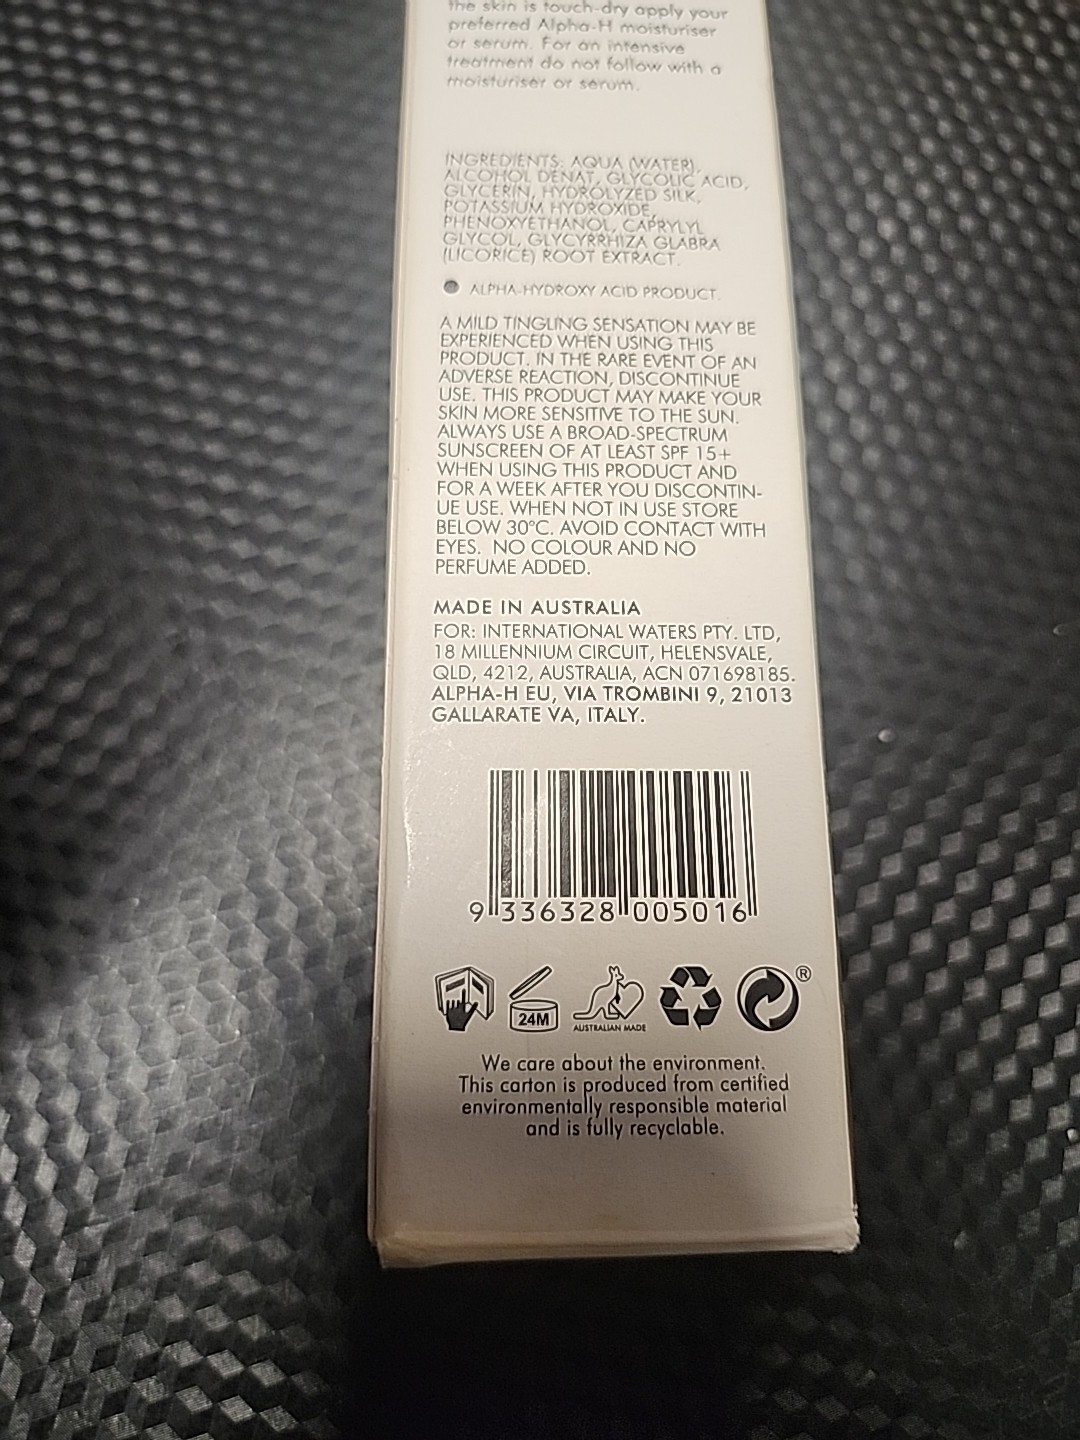 the skin is touch-dry apply your
preferred Alpha-H moisturiser
or serum. For an intensive
treatment do not follow with a
moisturiser or serum.
INGREDIENTS: AQUA (WATER),
ALCOHOL DENAT, GLYCOLIC ACID,
GLYCERIN, HYDROLYZED SILK,
POTASSIUM HYDROXIDE,
PHENOXYETHANOL, CAPRYLYL
GLYCOL, GLYCYRRHIZA GLABRA
(LICORICE) ROOT EXTRACT.
ALPHA-HYDROXY ACID PRODUCT.
A MILD TINGLING SENSATION MAY BE
EXPERIENCED WHEN USING THIS
PRODUCT. IN THE RARE EVENT OF AN
ADVERSE REACTION, DISCONTINUE
USE. THIS PRODUCT MAY MAKE YOUR
SKIN MORE SENSITIVE TO THE SUN.
ALWAYS USE A BROAD-SPECTRUM
SUNSCREEN OF AT LEAST SPF 15+
WHEN USING THIS PRODUCT AND
FOR A WEEK AFTER YOU DISCONTIN-
UE USE. WHEN NOT IN USE STORE
BELOW 30°C. AVOID CONTACT WITH
EYES. NO COLOUR AND NO
PERFUME ADDED.
MADE IN AUSTRALIA
FOR: INTERNATIONAL WATERS PTY. LTD,
18 MILLENNIUM CIRCUIT, HELENSVALE,
QLD, 4212, AUSTRALIA, ACN 071698185.
ALPHA-H EU, VIA TROMBINI 9, 21013
GALLARATE VA, ITALY.
9 336328 005016
24M
AUSTRALIAN MADE
®
We care about the environment.
This carton is produced from certified
environmentally responsible material
and is fully recyclable.